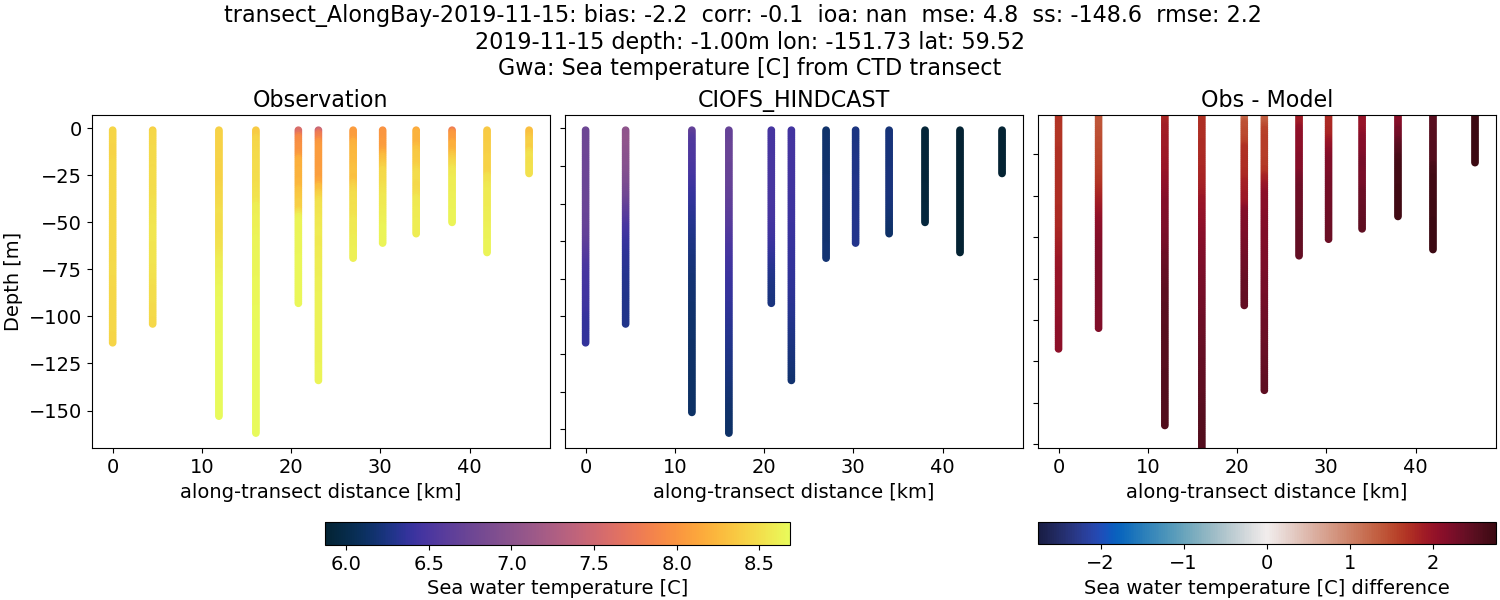 transect_AlongBay-2019-11-15: bias: -2.2  corr: -0.1  ioa: nan  mse: 4.8  ss: -148.6  rmse: 2.2
2019-11-15 depth: -1.00m lon: -151.73 lat: 59.52
Gwa: Sea temperature [C] from CTD transect
Observation
CIOFS_HINDCAST
Obs - Model
Depth [m]
0
−25
−50
−75
−100
−125
−150
0 10 20 30 40
0 10 20 30 40
0 10 20 30 40
along-transect distance [km]
along-transect distance [km]
along-transect distance [km]
6.0 6.5 7.0 7.5 8.0 8.5
Sea water temperature [C]
−2 −1 0 1 2
Sea water temperature [C] difference